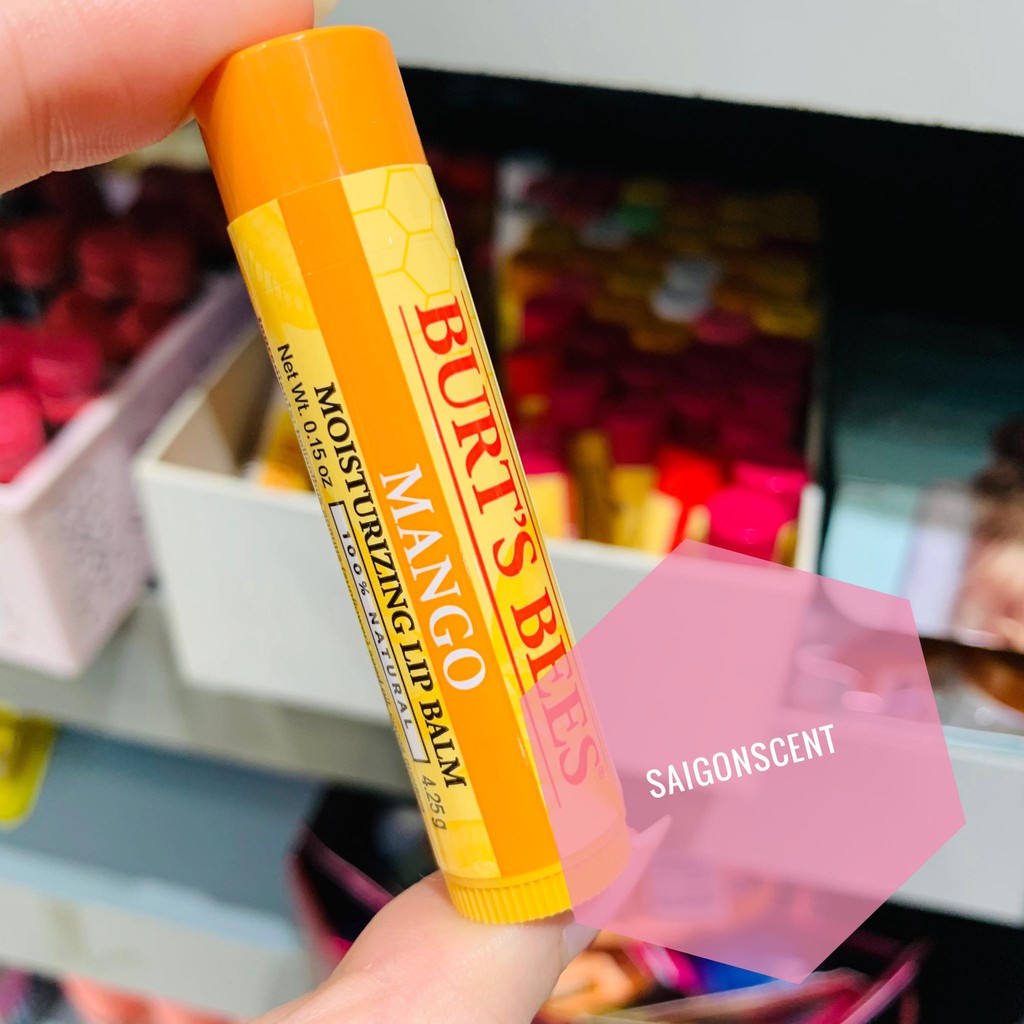 BURT'S BEES®
MANGO
MOISTURIZING LIP BALM
Net Wt. 0.15 oz 100% NATURAL 4.25 g
SAIGONSCENT